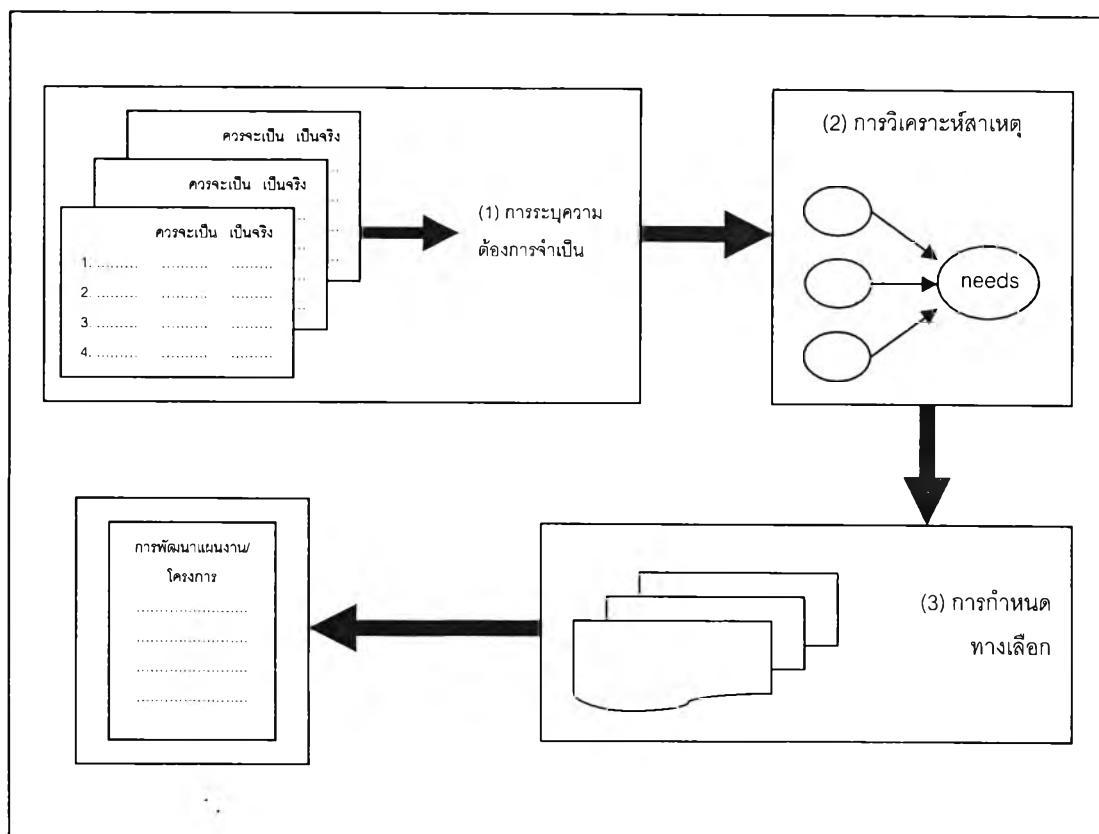 ควรจะเป็น เป็นจริง
ควรจะเป็น เป็นจริง
ควรจะเป็น เป็นจริง
1. ......... .......... .........
2. ......... .......... .........
3. ......... .......... .........
4. ......... .......... .........
(1) การระบุความ
ต้องการจำเป็น
(2) การวิเคราะห์สาเหตุ
needs
(3) การกำหนด
ทางเลือก
การพัฒนาแผนงาน/
โครงการ
........................
........................
........................
........................